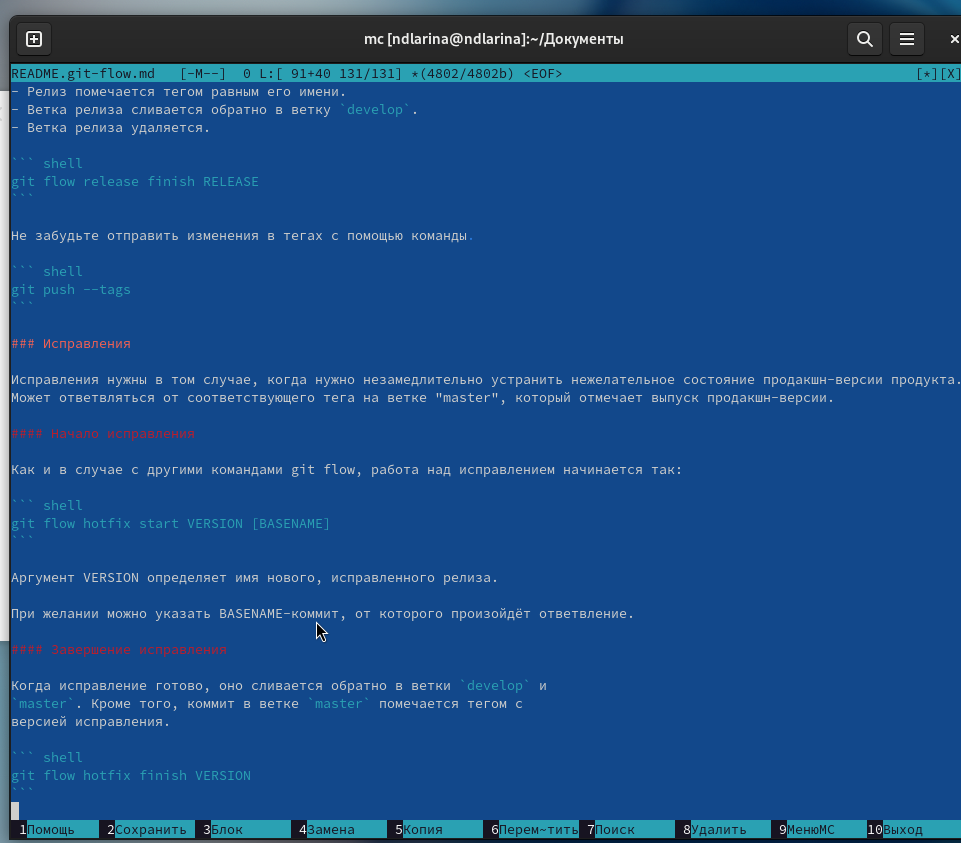 mc [ndlarina@ndlarina]:~/Документы
README.git-flow.md [-M--] 0 L:[ 91+40 131/131] *(4802/4802b) <EOF> [*][X]
- Релиз помечается тегом равным его имени.
- Ветка релиза сливается обратно в ветку `develop`.
- Ветка релиза удаляется.
``` shell
git flow release finish RELEASE
```
Не забудьте отправить изменения в тегах с помощью команды.
``` shell
git push --tags
```
### Исправления
Исправления нужны в том случае, когда нужно незамедлительно устранить нежелательное состояние продакшн-версии продукта.
Может ответвляться от соответствующего тега на ветке "master", который отмечает выпуск продакшн-версии.
#### Начало исправления
Как и в случае с другими командами git flow, работа над исправлением начинается так:
``` shell
git flow hotfix start VERSION [BASENAME]
```
Аргумент VERSION определяет имя нового, исправленного релиза.
При желании можно указать BASENAME-коммит, от которого произойдёт ответвление.
#### Завершение исправления
Когда исправление готово, оно сливается обратно в ветки `develop` и
`master`. Кроме того, коммит в ветке `master` помечается тегом с
версией исправления.
``` shell
git flow hotfix finish VERSION
```
1Помощь 2Сохранить 3Блок 4Замена 5Копия 6Перем~тить 7Поиск 8Удалить 9МенюMC 10Выход